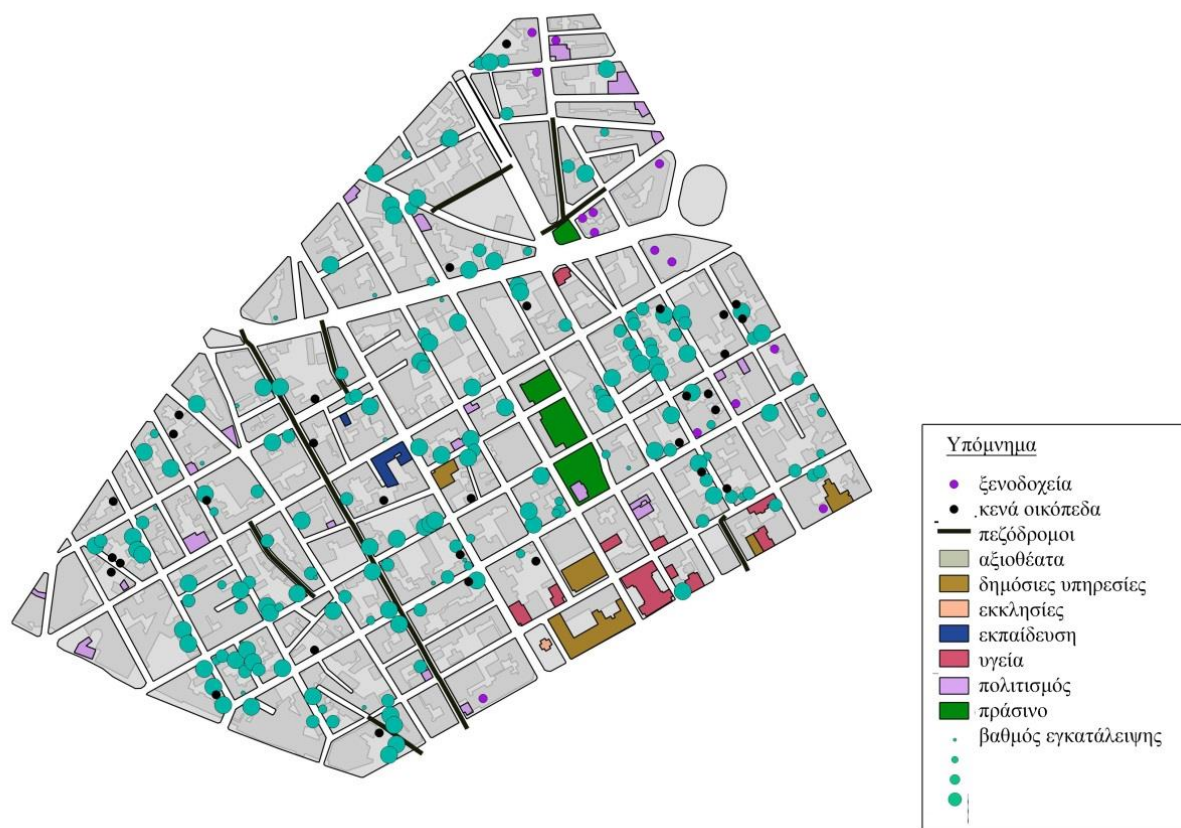 Υπόμνημα
ξενοδοχεία
κενά οικόπεδα
πεζόδρομοι
αξιοθέατα
δημόσιες υπηρεσίες
εκκλησίες
εκπαίδευση
υγεία
πολιτισμός
πράσινο
βαθμός εγκατάλειψης